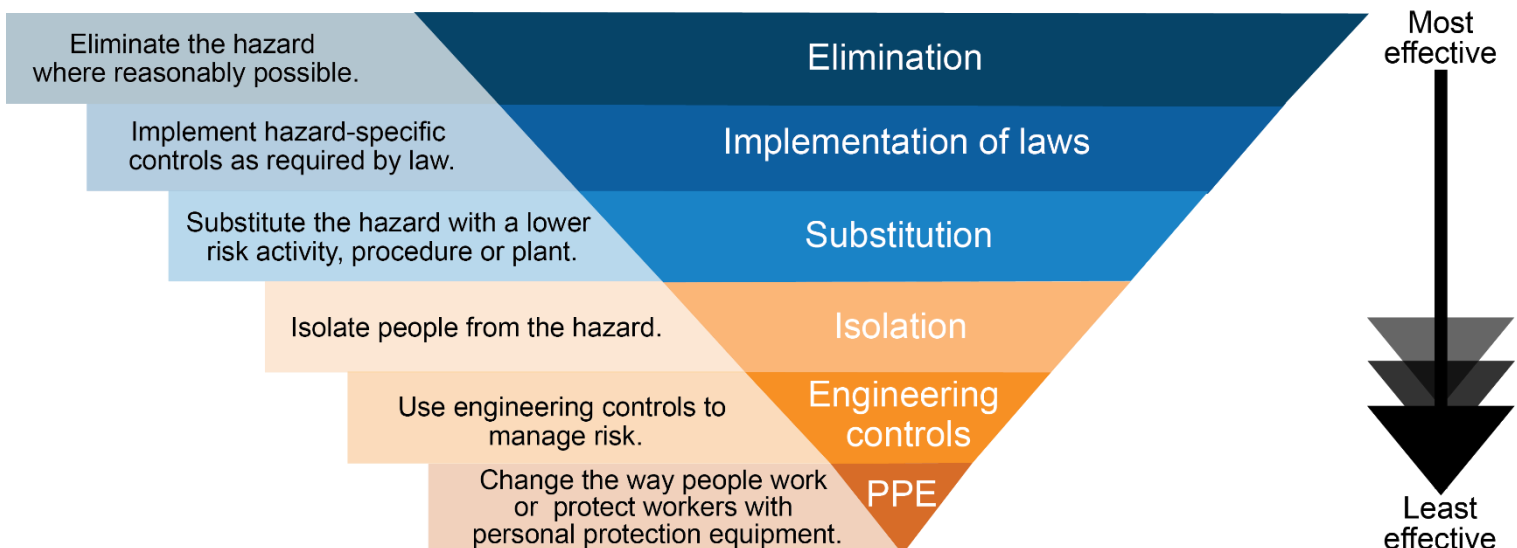 Eliminate the hazard
where reasonably possible.
Elimination
Most
effective
Implement hazard-specific
controls as required by law.
Implementation of laws
Substitute the hazard with a lower
risk activity, procedure or plant.
Substitution
Isolate people from the hazard.
Isolation
Use engineering controls to
manage risk.
Engineering
controls
Change the way people work
or protect workers with
personal protection equipment.
PPE
Least
effective